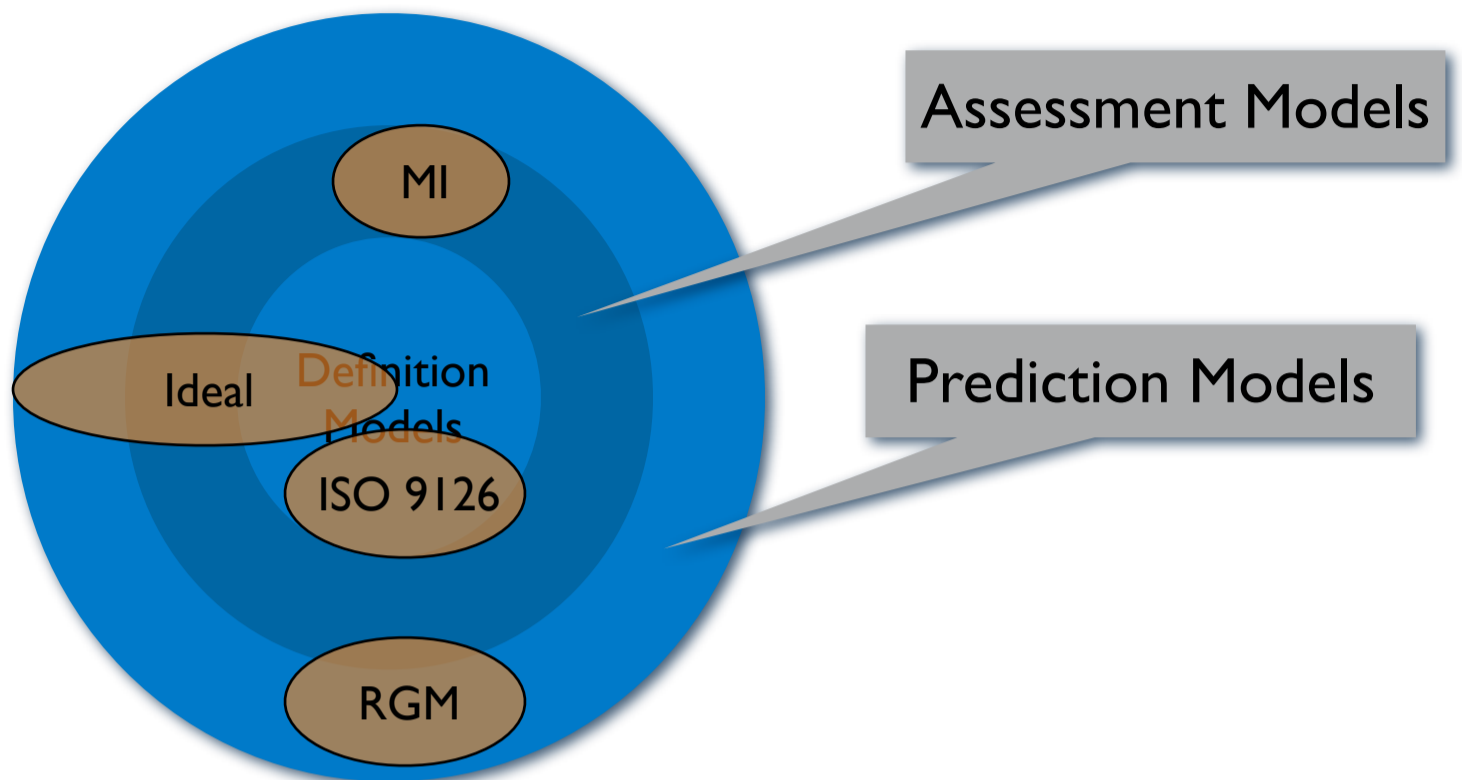 Assessment Models
MI
Prediction Models
Ideal
Definition
Models
ISO 9126
RGM